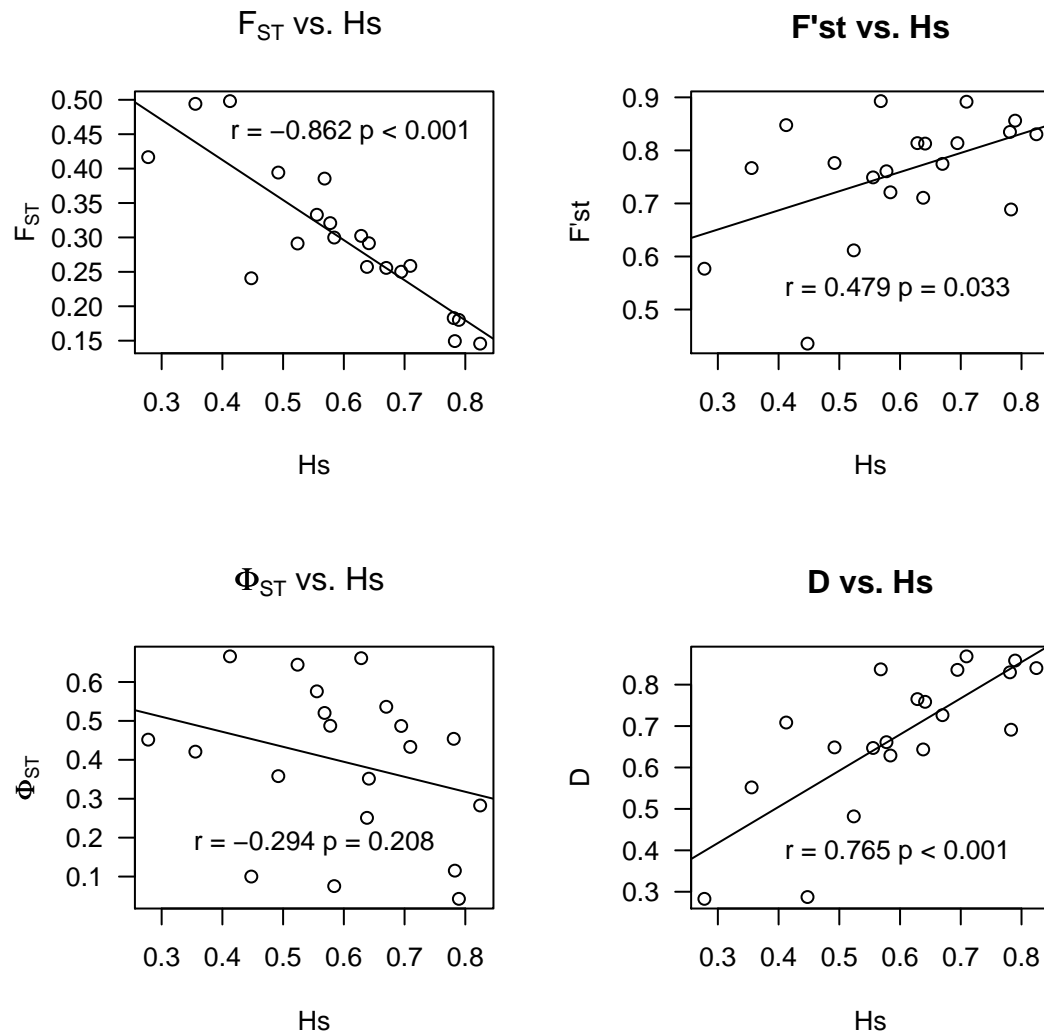 F_ST vs. Hs
F_ST
0.50
0.45
0.40
0.35
0.30
0.25
0.20
0.15
r = −0.862 p < 0.001
0.3 0.4 0.5 0.6 0.7 0.8
Hs
F'st vs. Hs
F'st
0.9
0.8
0.7
0.6
0.5
r = 0.479 p = 0.033
0.3 0.4 0.5 0.6 0.7 0.8
Hs
Φ_ST vs. Hs
Φ_ST
0.6
0.5
0.4
0.3
0.2
0.1
r = −0.294 p = 0.208
0.3 0.4 0.5 0.6 0.7 0.8
Hs
D vs. Hs
D
0.8
0.7
0.6
0.5
0.4
0.3
r = 0.765 p < 0.001
0.3 0.4 0.5 0.6 0.7 0.8
Hs